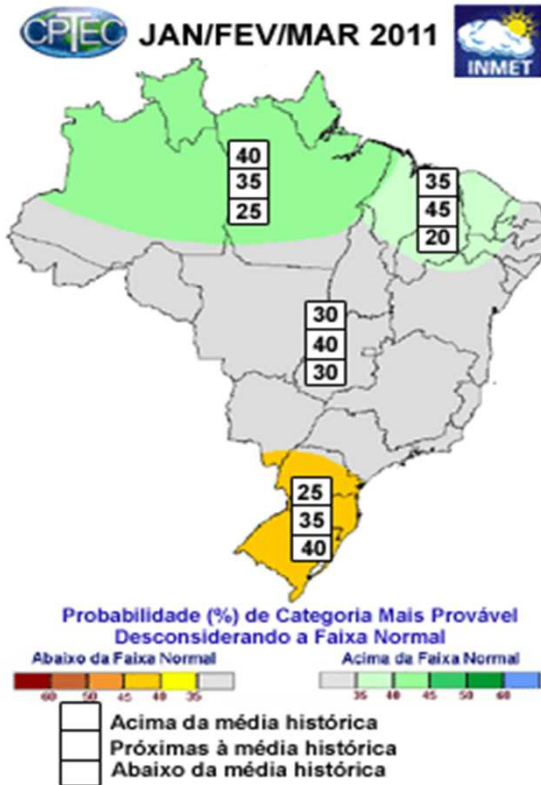 CPTEC JAN/FEV/MAR 2011
INMET
40
35
25
35
45
20
30
40
30
25
35
40
Probabilidade (%) de Categoria Mais Provável
Desconsiderando a Faixa Normal
Abaixo da Faixa Normal
Acima da Faixa Normal
60 50 45 40 35
35 40 45 50 60
Acima da média histórica
Próximas à média histórica
Abaixo da média histórica